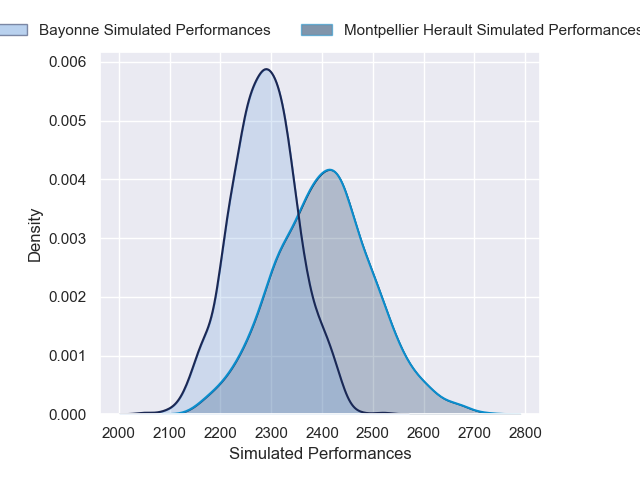 Bayonne Simulated Performances
Montpellier Herault Simulated Performances
0.006
0.005
0.004
0.003
0.002
0.001
0.000
Density
2000 2100 2200 2300 2400 2500 2600 2700 2800
Simulated Performances